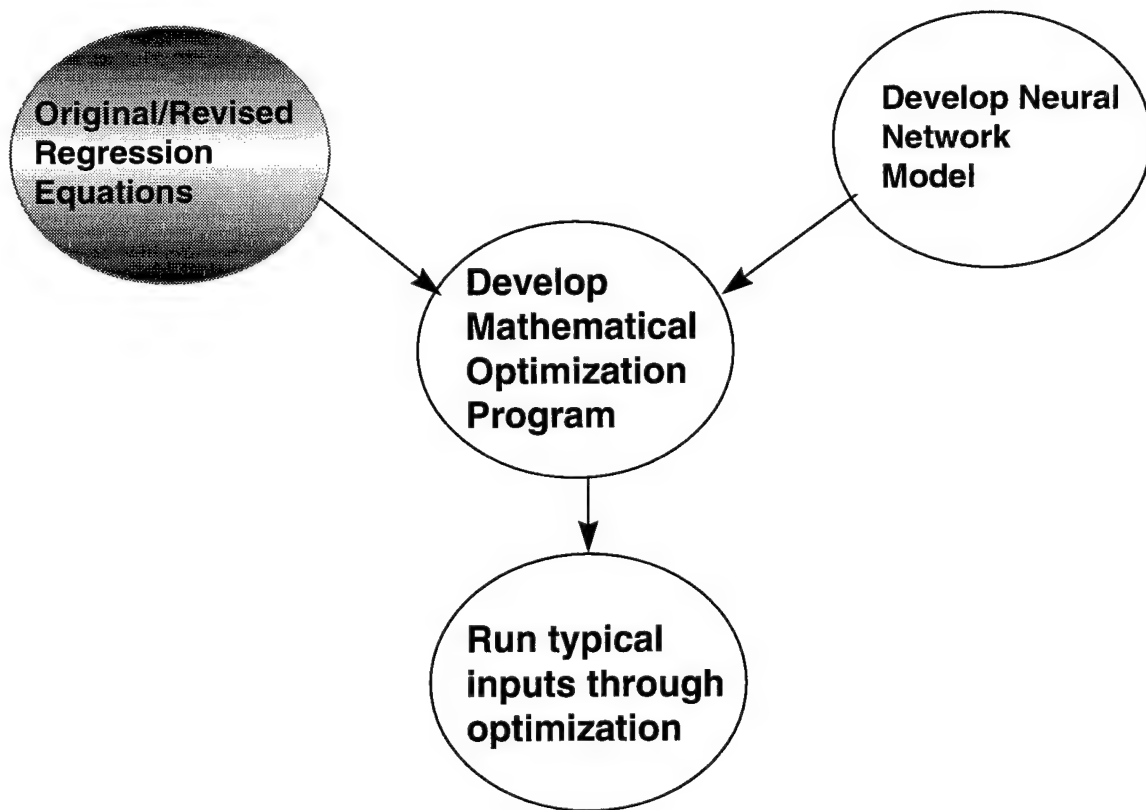 Original/Revised
Regression
Equations
Develop Neural
Network
Model
Develop
Mathematical
Optimization
Program
Run typical
inputs through
optimization